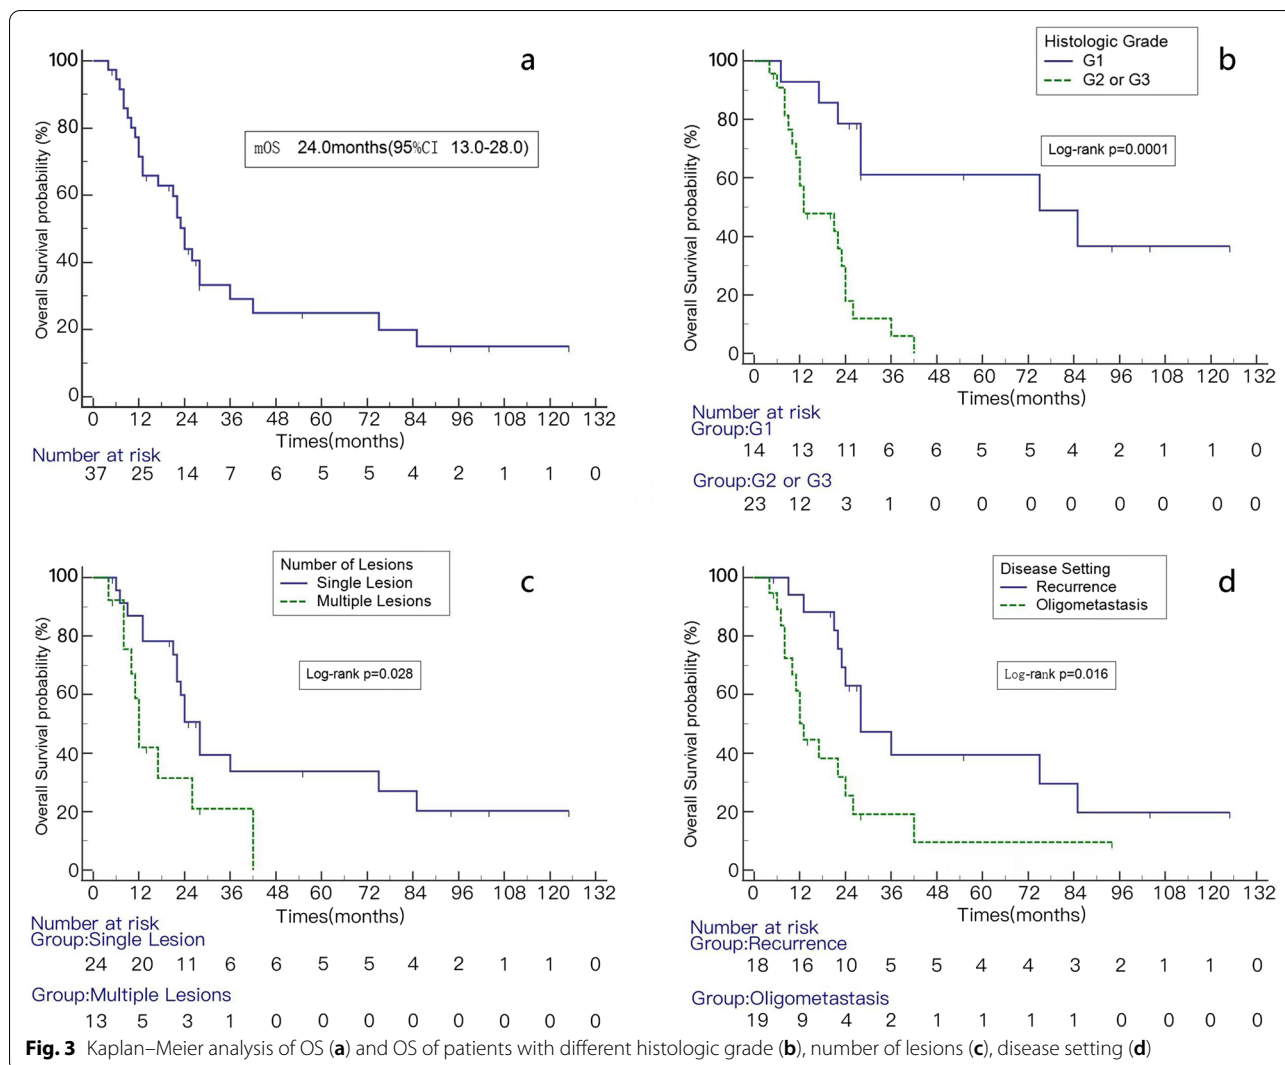 a
100
80
60
40
20
0
Overall Survival probability (%)
mOS 24.0months(95%CI 13.0-28.0)
0 12 24 36 48 60 72 84 96 108 120 132
Times(months)
Number at risk
37 25 14 7 6 5 5 4 2 1 1 0
b
Histologic Grade
G1
G2 or G3
Log-rank p=0.0001
100
80
60
40
20
0
Overall Survival probability (%)
0 12 24 36 48 60 72 84 96 108 120 132
Times(months)
Number at risk
Group:G1
14 13 11 6 6 5 5 4 2 1 1 0
Group:G2 or G3
23 12 3 1 0 0 0 0 0 0 0 0
c
Number of Lesions
Single Lesion
Multiple Lesions
Log-rank p=0.028
100
80
60
40
20
0
Overall Survival probability (%)
0 12 24 36 48 60 72 84 96 108 120 132
Times(months)
Number at risk
Group:Single Lesion
24 20 11 6 6 5 5 4 2 1 1 0
Group:Multiple Lesions
13 5 3 1 0 0 0 0 0 0 0 0
d
Disease Setting
Recurrence
Oligometastasis
Log-rank p=0.016
100
80
60
40
20
0
Overall Survival probability (%)
0 12 24 36 48 60 72 84 96 108 120 132
Times(months)
Number at risk
Group:Recurrence
18 16 10 5 5 4 4 3 2 1 1 0
Group:Oligometastasis
19 9 4 2 1 1 1 1 0 0 0 0
Fig. 3 Kaplan–Meier analysis of OS (a) and OS of patients with different histologic grade (b), number of lesions (c), disease setting (d)